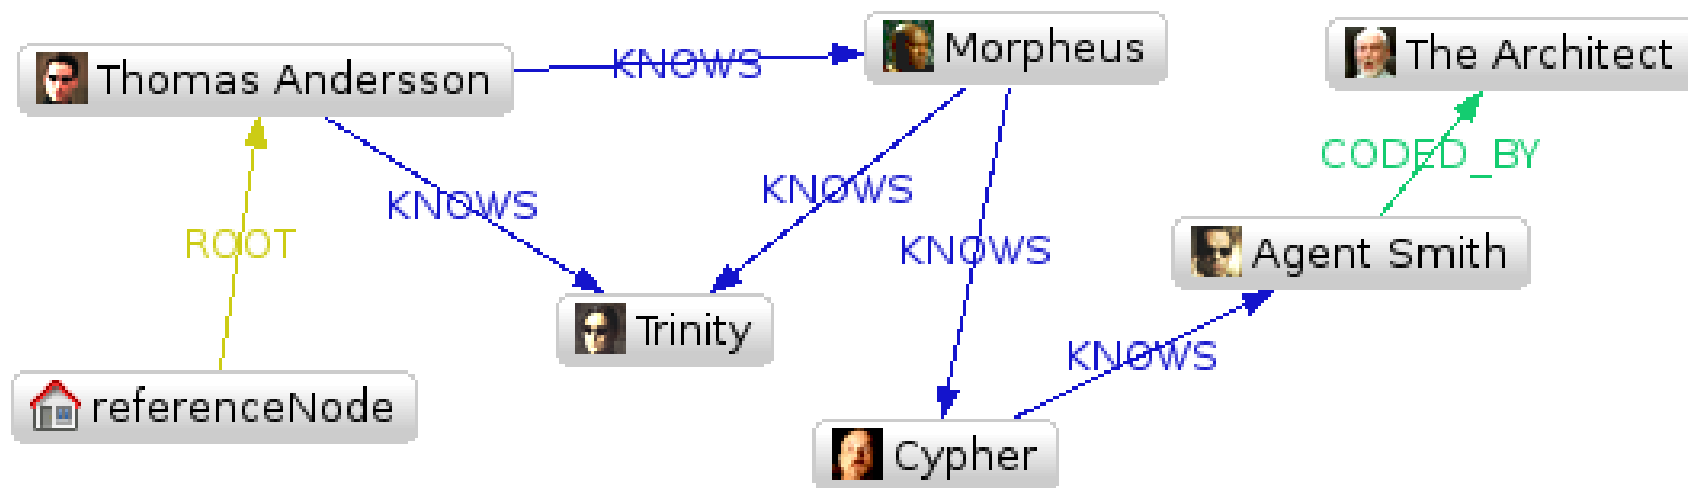 Thomas Andersson
KNOWS
Morpheus
The Architect
CODED_BY
KNOWS
KNOWS
ROOT
KNOWS
Agent Smith
Trinity
KNOWS
referenceNode
Cypher